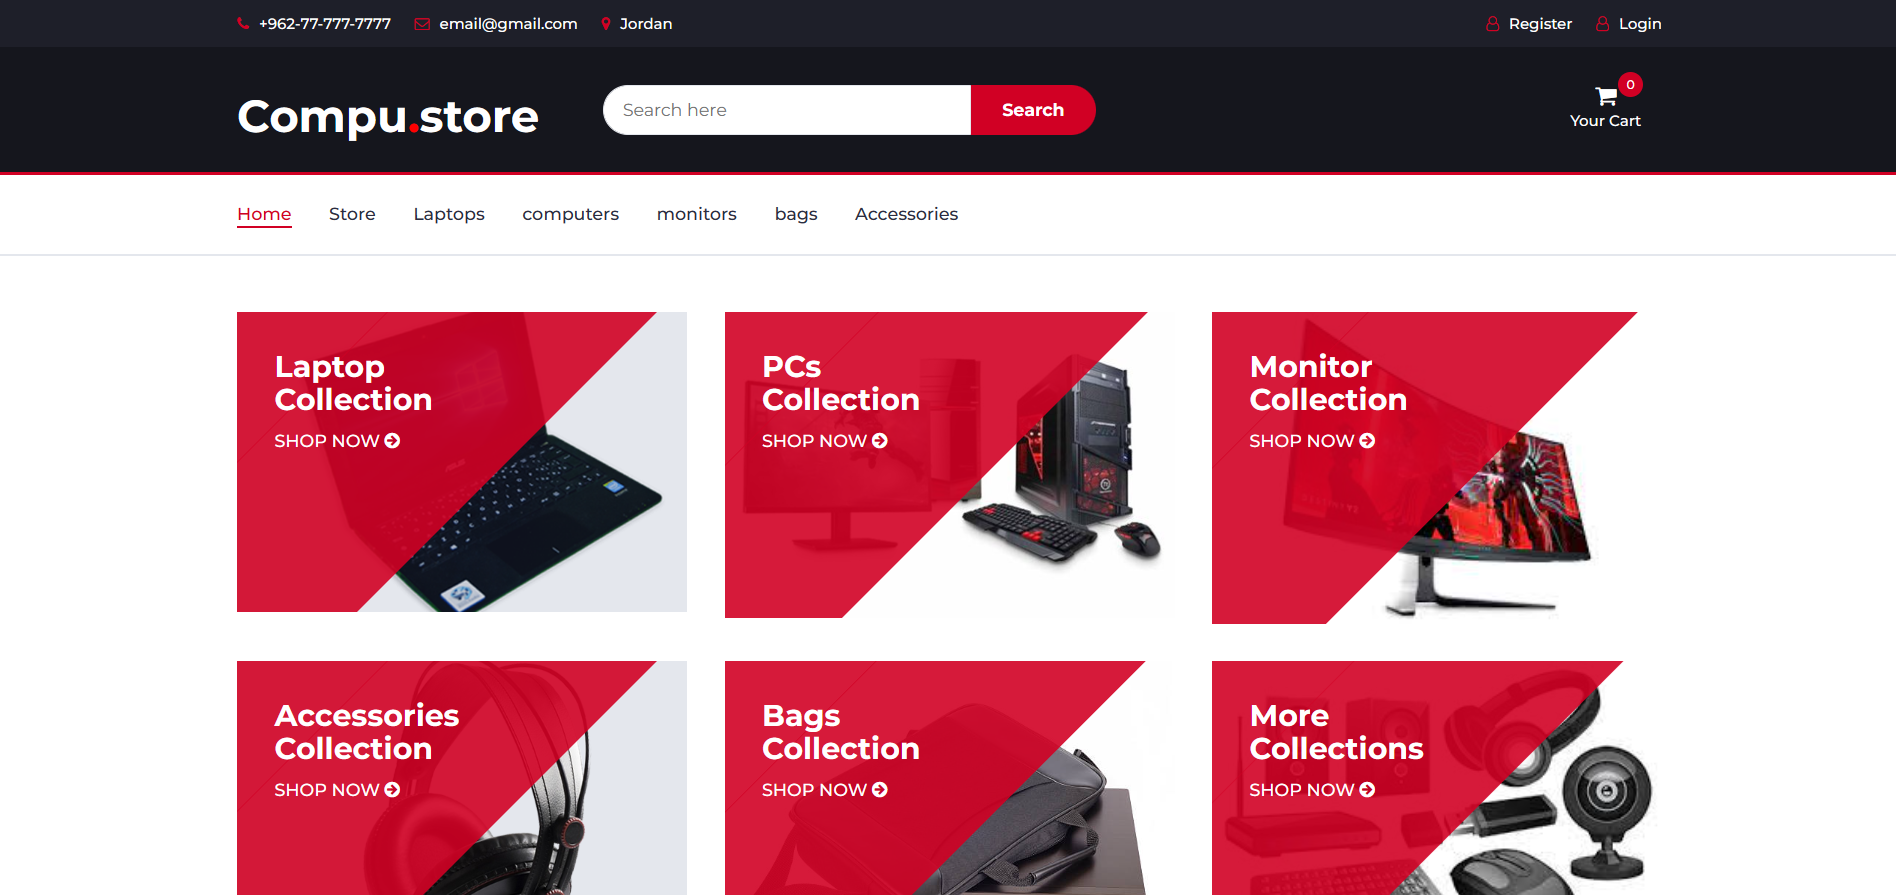 +962-77-777-7777 email@gmail.com Jordan Register Login
Compu.store Search here Search 0
Your Cart
Home Store Laptops computers monitors bags Accessories
Laptop
Collection
SHOP NOW
PCs
Collection
SHOP NOW
Monitor
Collection
SHOP NOW
Accessories
Collection
SHOP NOW
Bags
Collection
SHOP NOW
More
Collections
SHOP NOW